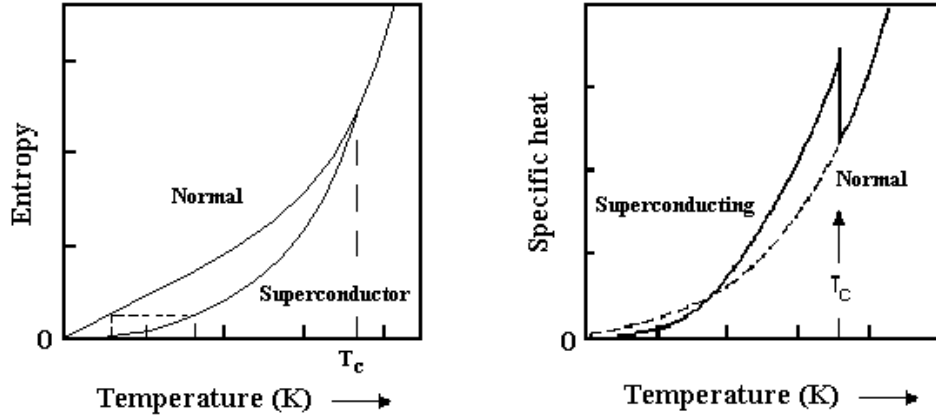 Entropy
Normal
Superconductor
0
Tc
Temperature (K)
Specific heat
Superconducting
Normal
TC
0
Temperature (K)